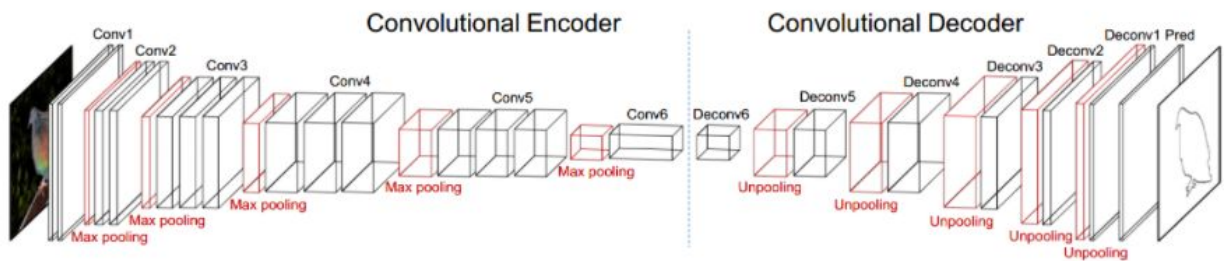 Convolutional Encoder
Convolutional Decoder
Conv1
Conv2
Conv3
Conv4
Conv5
Conv6
Deconv6
Deconv5
Deconv4
Deconv3
Deconv2
Deconv1 Pred
Max pooling
Max pooling
Max pooling
Max pooling
Max pooling
Unpooling
Unpooling
Unpooling
Unpooling
Unpooling